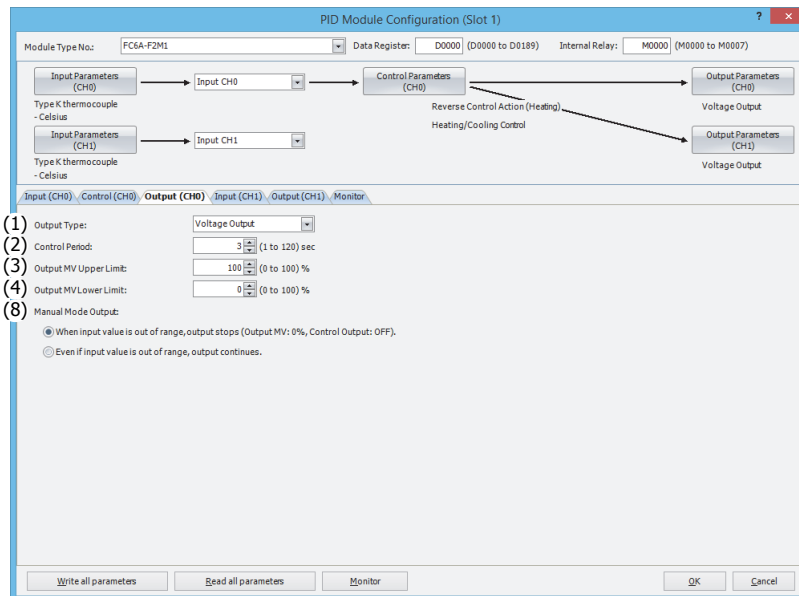 PID Module Configuration (Slot 1)
? ×
Module Type No.: FC6A-F2M1 Data Register: D0000 (D0000 to D0189) Internal Relay: M0000 (M0000 to M0007)
Input Parameters (CH0) Input CH0 Control Parameters (CH0) Output Parameters (CH0)
Type K thermocouple
- Celsius
Reverse Control Action (Heating)
Heating/Cooling Control
Voltage Output
Input Parameters (CH1) Input CH1 Output Parameters (CH1)
Type K thermocouple
- Celsius
Voltage Output
Input (CH0) Control (CH0) Output (CH0) Input (CH1) Output (CH1) Monitor
(1) Output Type: Voltage Output
(2) Control Period: 3 (1 to 120) sec
(3) Output MV Upper Limit: 100 (0 to 100) %
(4) Output MV Lower Limit: 0 (0 to 100) %
(8) Manual Mode Output:
When input value is out of range, output stops (Output MV: 0%, Control Output: OFF).
Even if input value is out of range, output continues.
Write all parameters Read all parameters Monitor OK Cancel